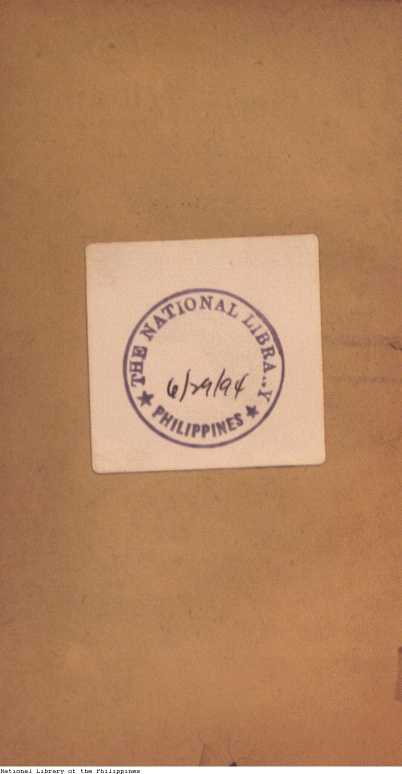 THE NATIONAL LIBRARY
6/29/94
PHILIPPINES
National Library of the Philippines